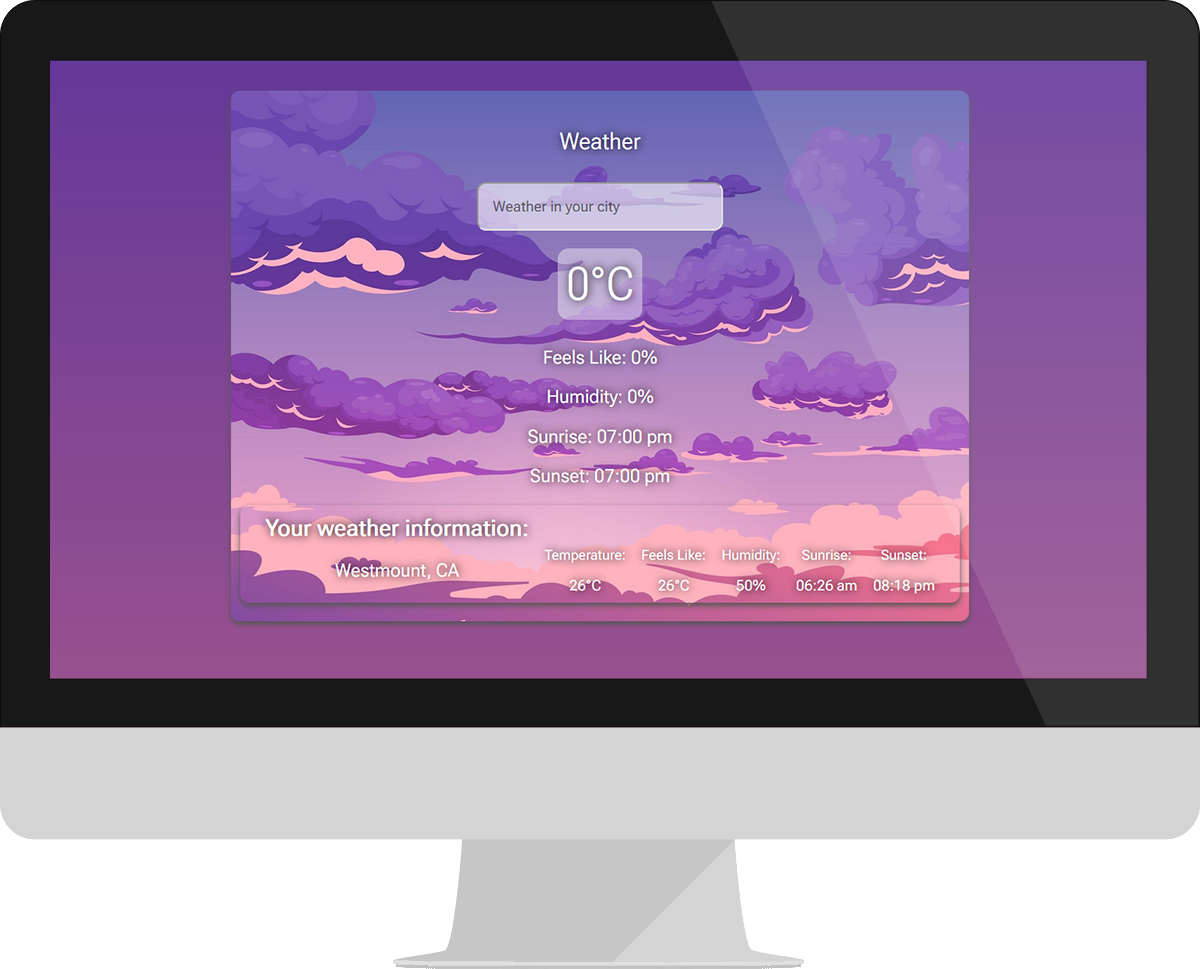 Weather
Weather in your city
0°C
Feels Like: 0%
Humidity: 0%
Sunrise: 07:00 pm
Sunset: 07:00 pm
Your weather information:
Westmount, CA
Temperature: Feels Like: Humidity: Sunrise: Sunset:
26°C 26°C 50% 06:26 am 08:18 pm